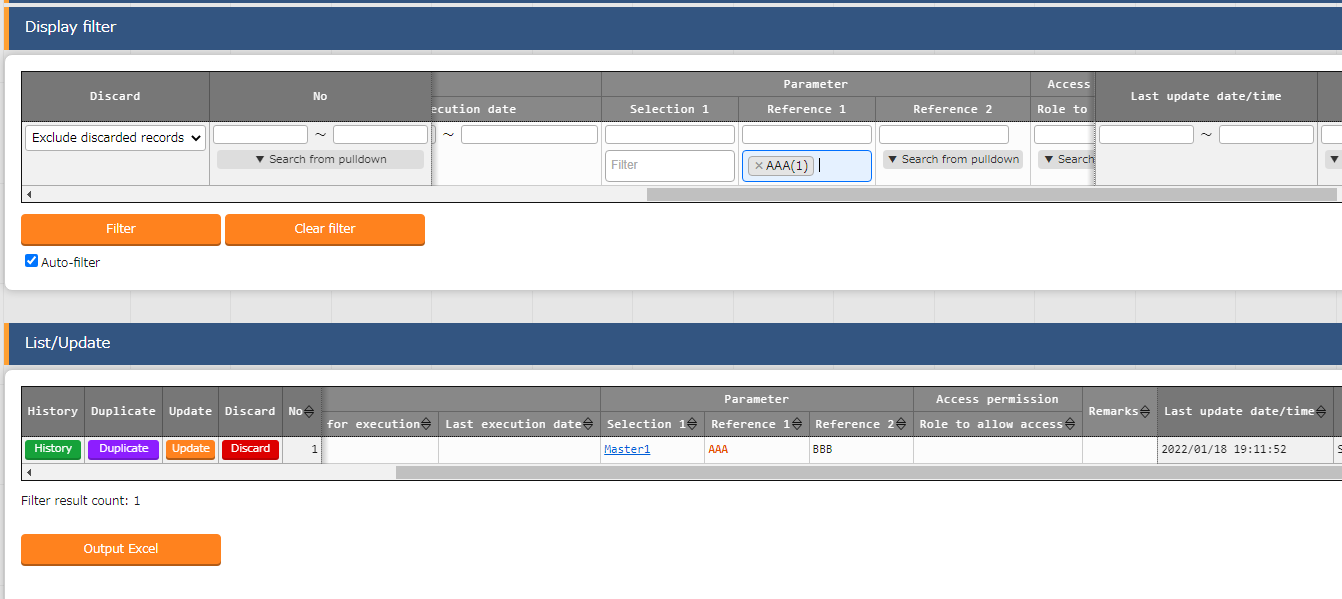 Display filter
Discard No ecution date Parameter Access Last update date/time
Selection 1 Reference 1 Reference 2 Role to
Exclude discarded records ~ ~ ~
▼ Search from pulldown Filter × AAA(1) ▼ Search from pulldown ▼ Search ▼
Filter Clear filter
Auto-filter
List/Update
History Duplicate Update Discard No Parameter Access permission Remarks Last update date/time
for execution Last execution date Selection 1 Reference 1 Reference 2 Role to allow access
History Duplicate Update Discard 1 Master1 AAA BBB 2022/01/18 19:11:52 S
Filter result count: 1
Output Excel